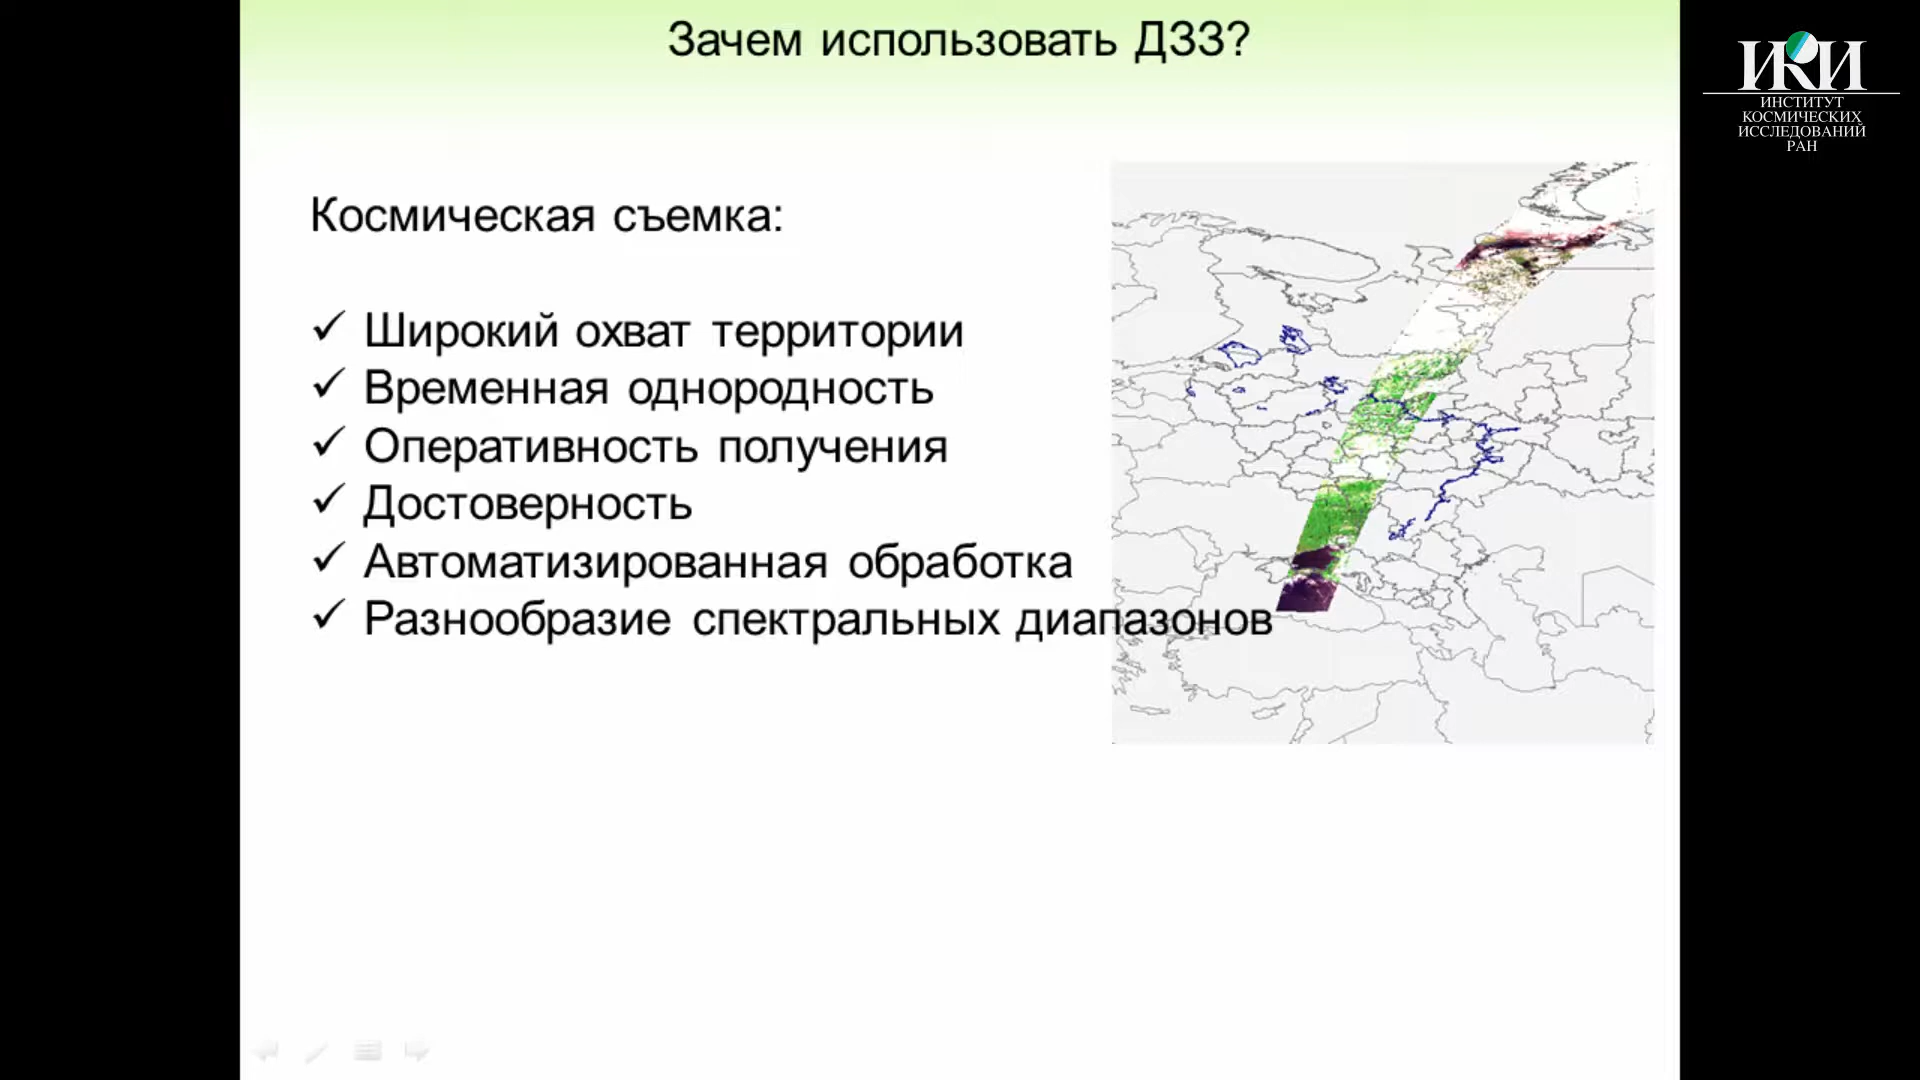 Зачем использовать ДЗЗ?
ИКИ
ИНСТИТУТ
КОСМИЧЕСКИХ
ИССЛЕДОВАНИЙ
РАН
Космическая съемка:
✓ Широкий охват территории
✓ Временная однородность
✓ Оперативность получения
✓ Достоверность
✓ Автоматизированная обработка
✓ Разнообразие спектральных диапазонов